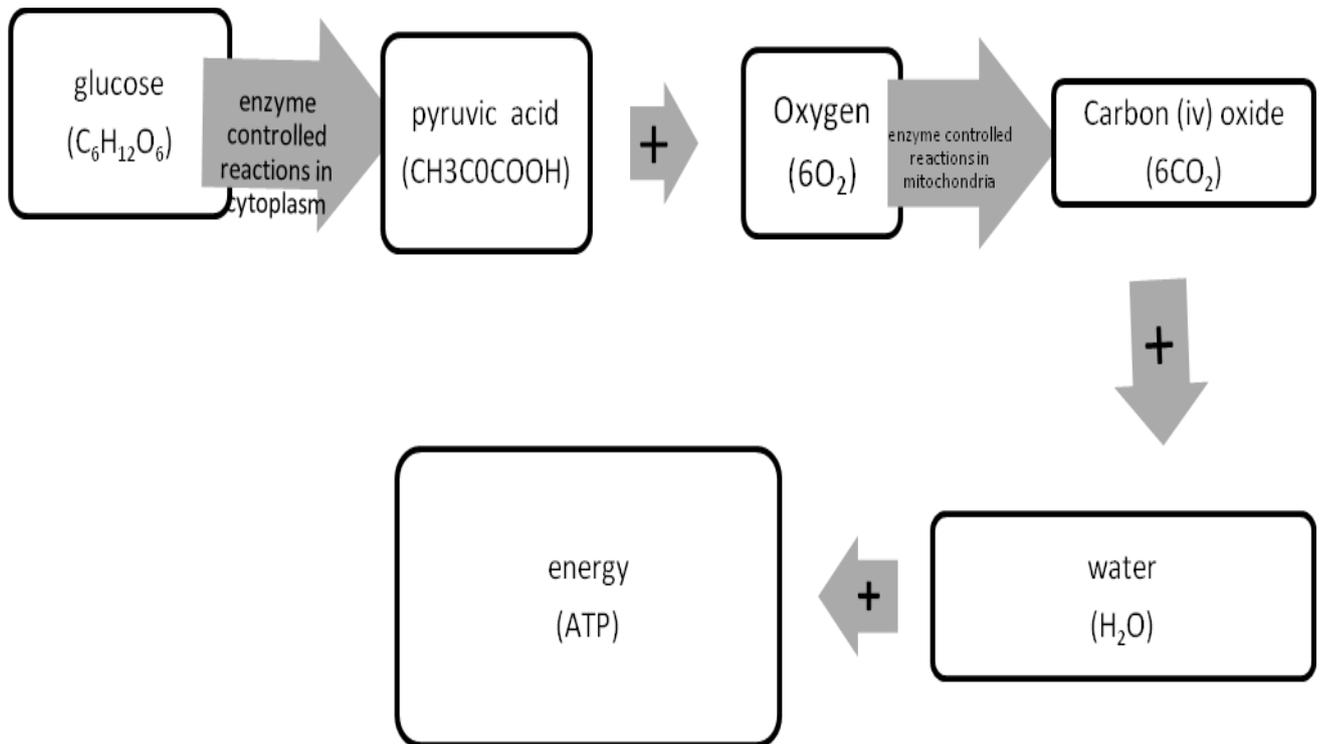 glucose
(C₆H₁₂O₆)
enzyme
controlled
reactions in
cytoplasm
pyruvic acid
(CH3C0COOH)
+
Oxygen
(6O₂)
enzyme controlled
reactions in
mitochondria
Carbon (iv) oxide
(6CO₂)
+
water
(H₂O)
+
energy
(ATP)